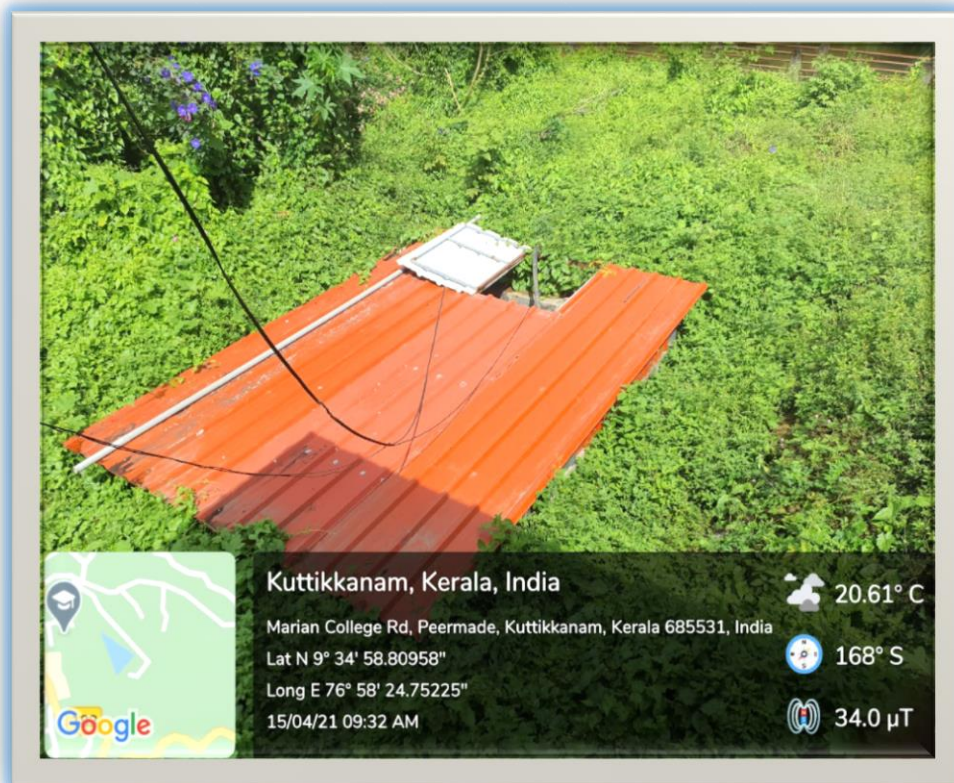 Kuttikkanam, Kerala, India
Marian College Rd, Peermade, Kuttikkanam, Kerala 685531, India
Lat N 9° 34' 58.80958"
Long E 76° 58' 24.75225"
15/04/21 09:32 AM
20.61° C
168° S
34.0 µT
Google